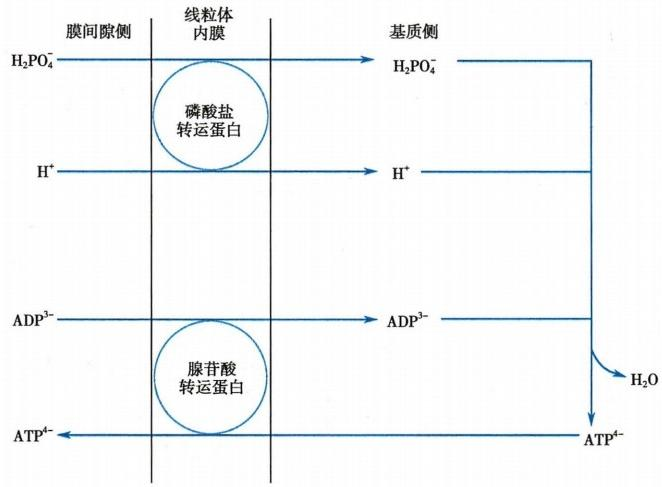 膜间隙侧
线粒体
内膜
基质侧
H₂PO₄⁻
H₂PO₄⁻
磷酸盐
转运蛋白
H⁺
H⁺
ADP³⁻
ADP³⁻
腺苷酸
转运蛋白
H₂O
ATP⁴⁻
ATP⁴⁻